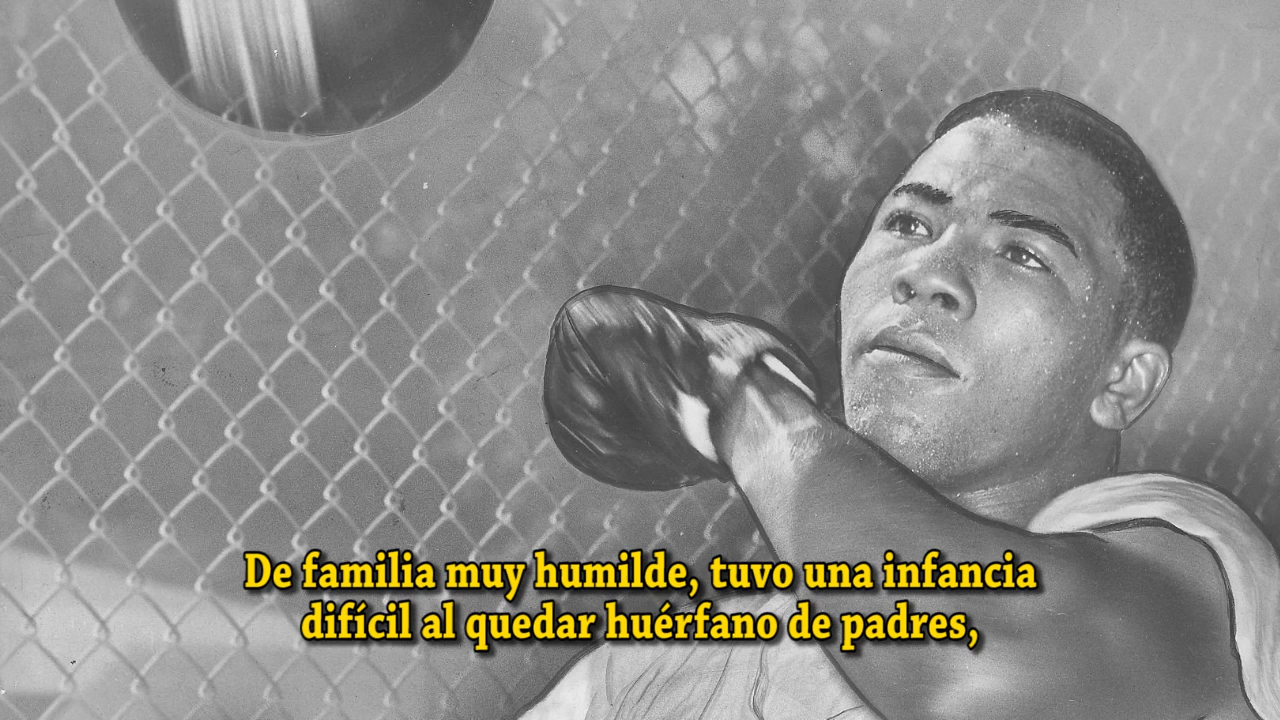 De familia muy humilde, tuvo una infancia
difícil al quedar huérfano de padres,